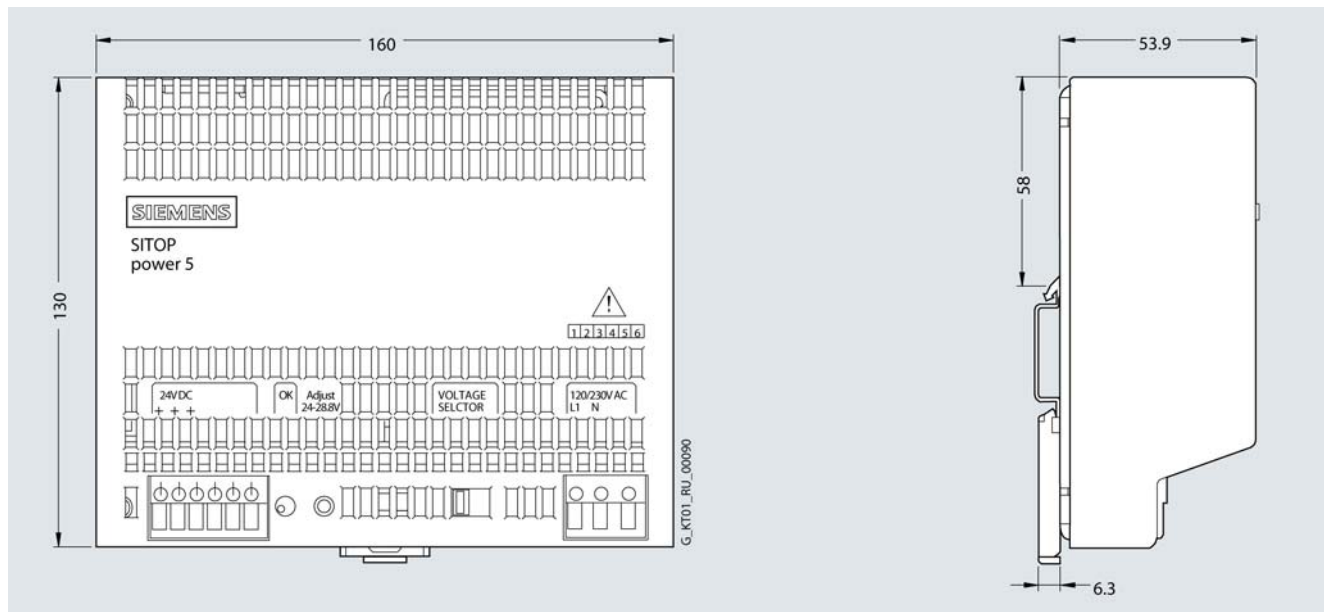 160
53.9
58
130
SIEMENS
SITOP
power 5
!
1 2 3 4 5 6
24V DC
+ + +
OK
Adjust
24-28.8V
VOLTAGE
SELCTOR
120/230V AC
L1 N
G_KT01_RU_00090
6.3